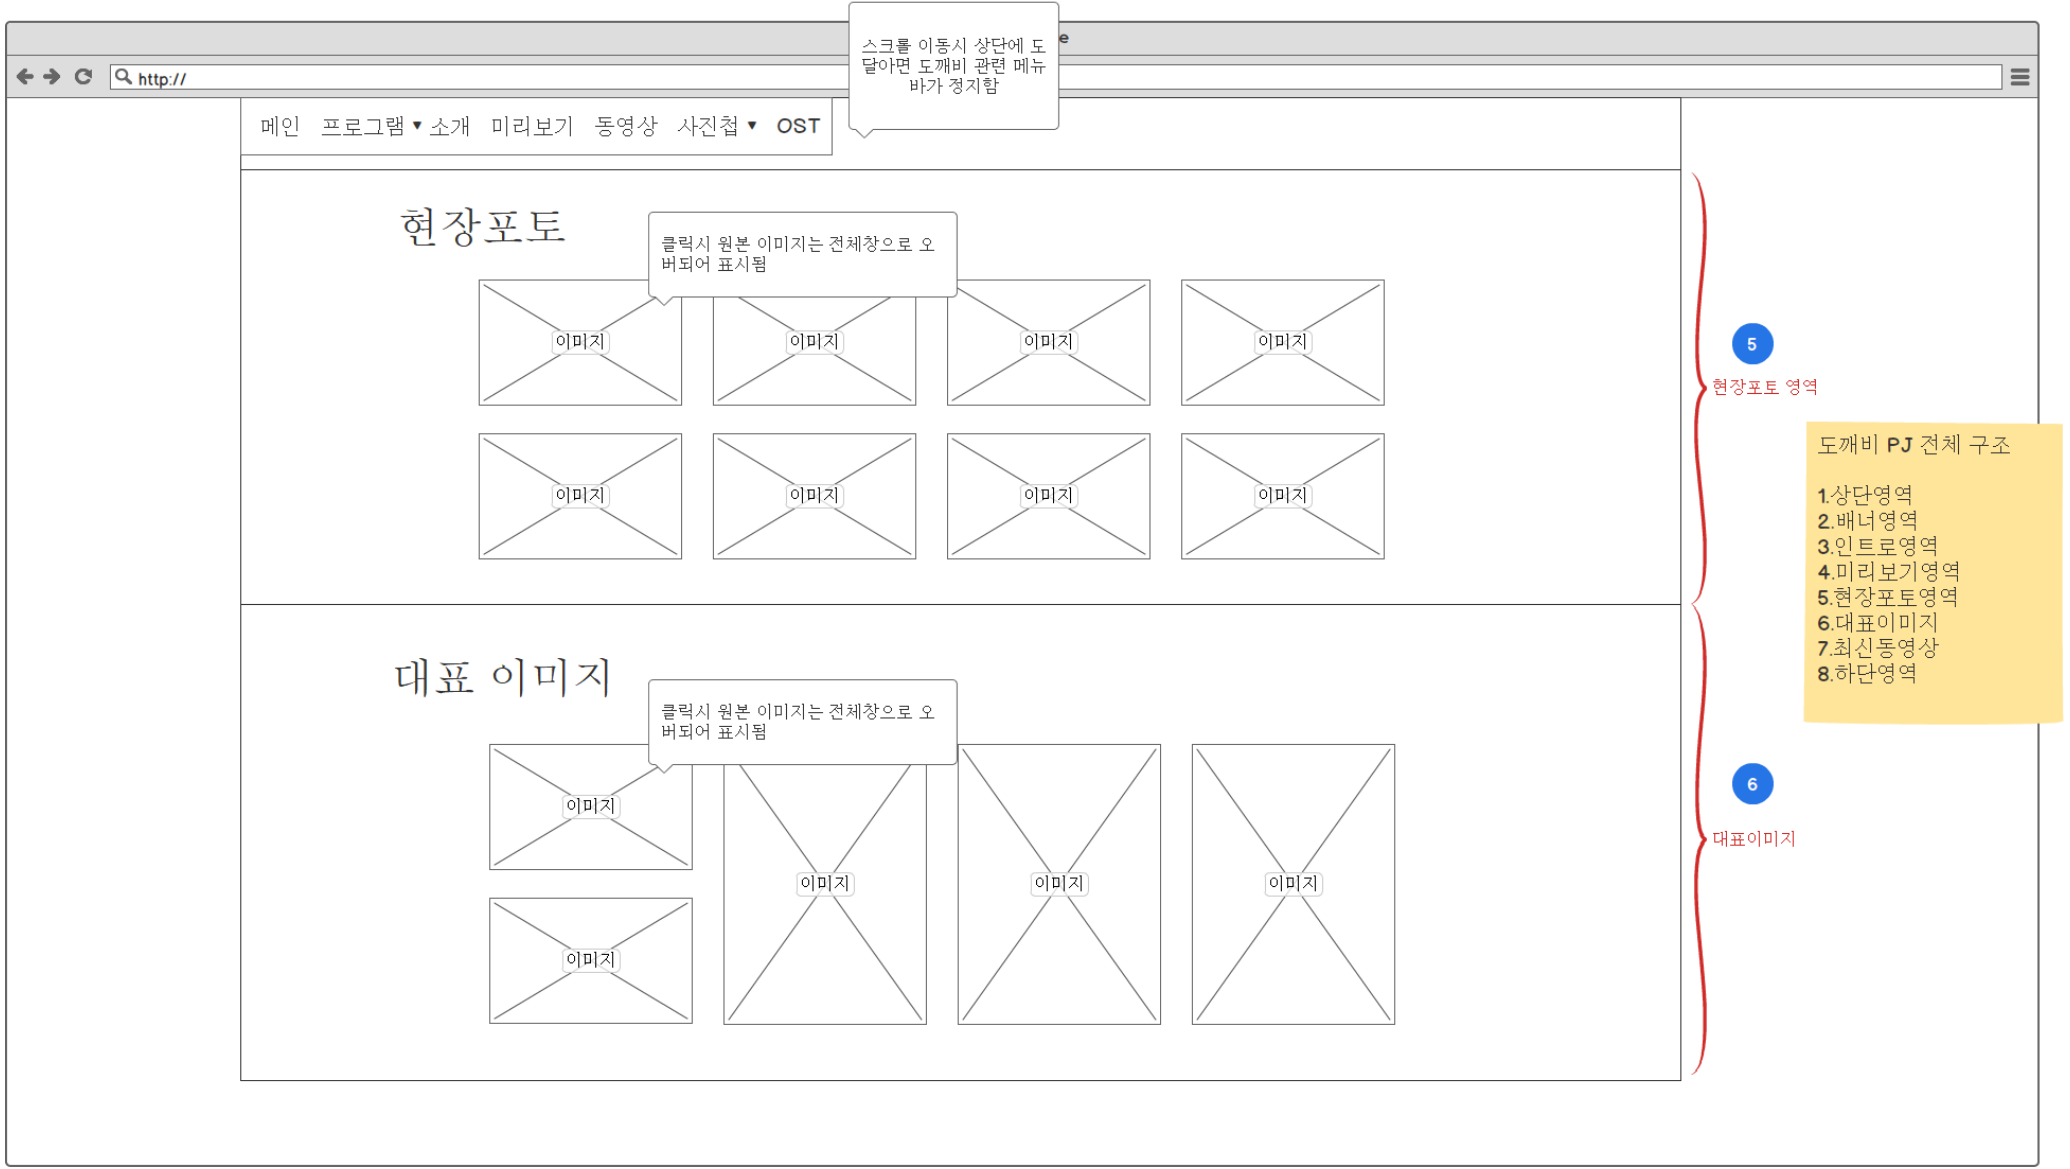 스크롤 이동시 상단에 도
달아면 도깨비 관련 메뉴
바가 정지함
e
http://
메인 프로그램 ▼ 소개 미리보기 동영상 사진첩 ▼ OST
현장포토
클릭시 원본 이미지는 전체창으로 오
버되어 표시됨
이미지 이미지 이미지 이미지
이미지 이미지 이미지 이미지
5
현장포토 영역
도깨비 PJ 전체 구조
1.상단영역
2.배너영역
3.인트로영역
4.미리보기영역
5.현장포토영역
6.대표이미지
7.최신동영상
8.하단영역
대표 이미지
클릭시 원본 이미지는 전체창으로 오
버되어 표시됨
이미지
이미지 이미지 이미지
이미지
6
대표이미지